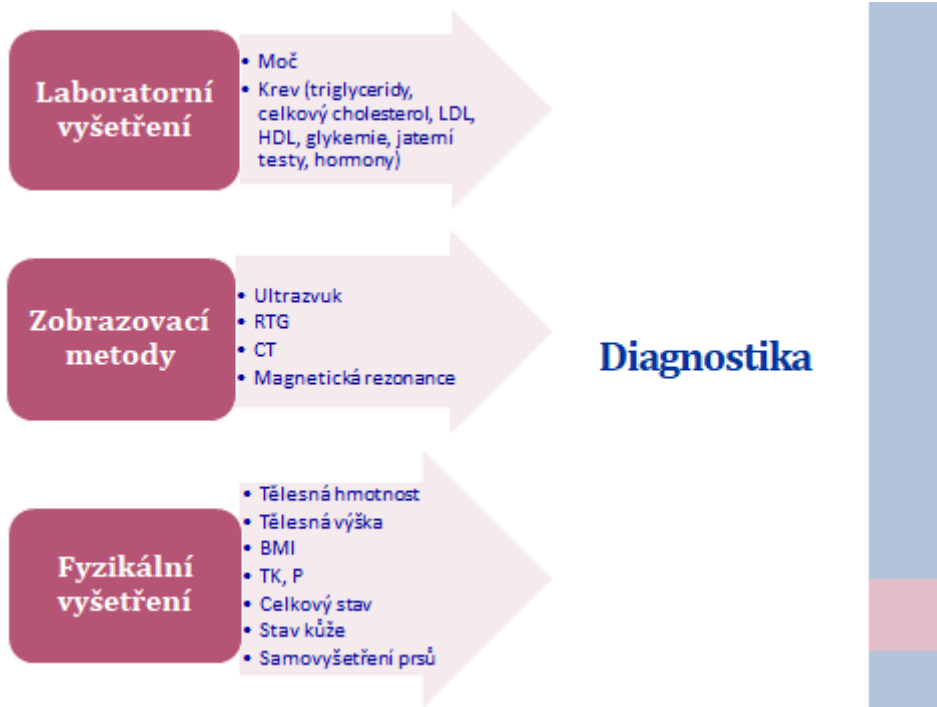 Laboratorní
vyšetření
• Moč
• Krev (triglyceridy,
celkový cholesterol, LDL,
HDL, glykemie, jaterní
testy, hormony)
Zobrazovací
metody
• Ultrazvuk
• RTG
• CT
• Magnetická rezonance
Diagnostika
Fyzikální
vyšetření
• Tělesná hmotnost
• Tělesná výška
• BMI
• TK, P
• Celkový stav
• Stav kůže
• Samovyšetření prsů